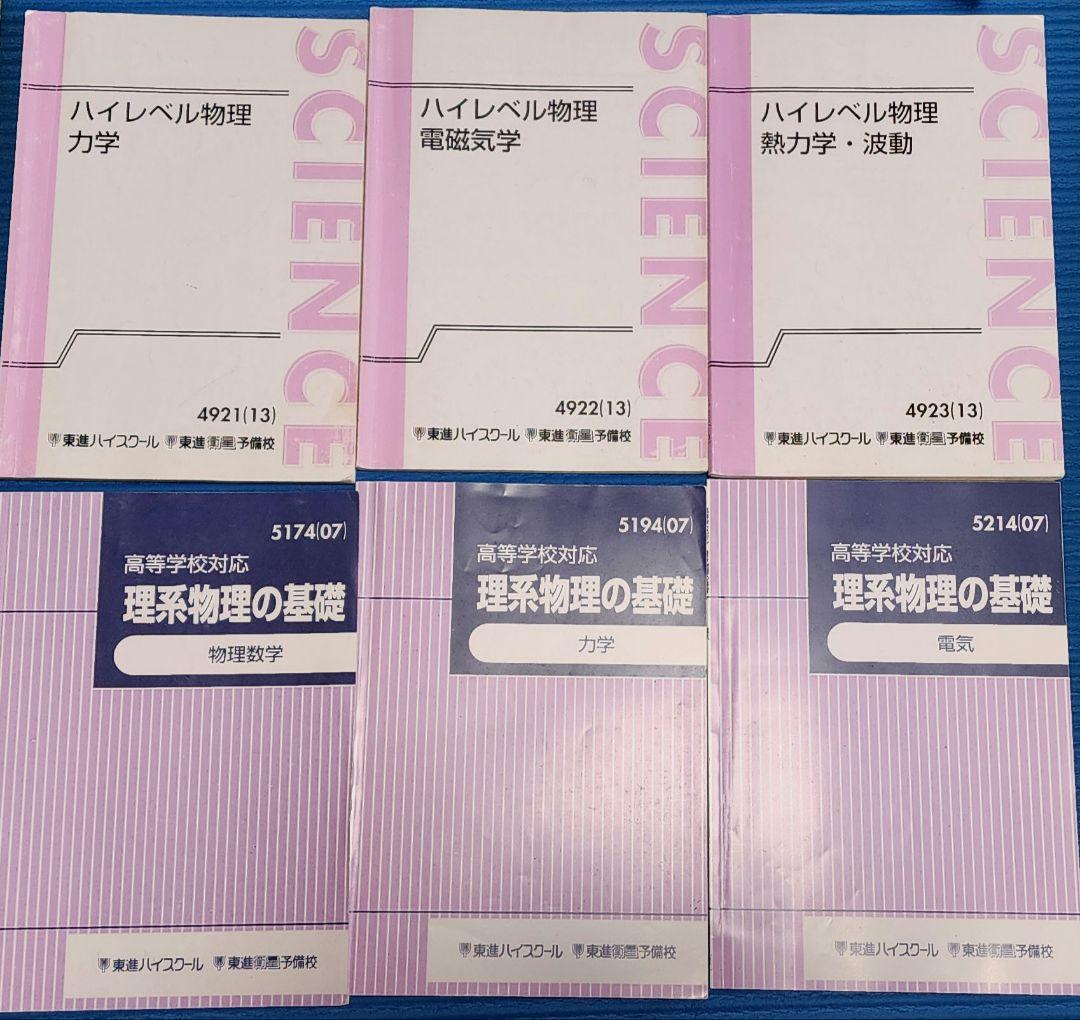 ハイレベル物理
力学
SCIENCE
4921(13)
東進ハイスクール 東進衛星予備校
ハイレベル物理
電磁気学
SCIENCE
4922(13)
東進ハイスクール 東進衛星予備校
ハイレベル物理
熱力学・波動
SCIENCE
4923(13)
東進ハイスクール 東進衛星予備校
5174(07)
高等学校対応
理系物理の基礎
物理数学
東進ハイスクール 東進衛星予備校
5194(07)
高等学校対応
理系物理の基礎
力学
東進ハイスクール 東進衛星予備校
5214(07)
高等学校対応
理系物理の基礎
電気
東進ハイスクール 東進衛星予備校